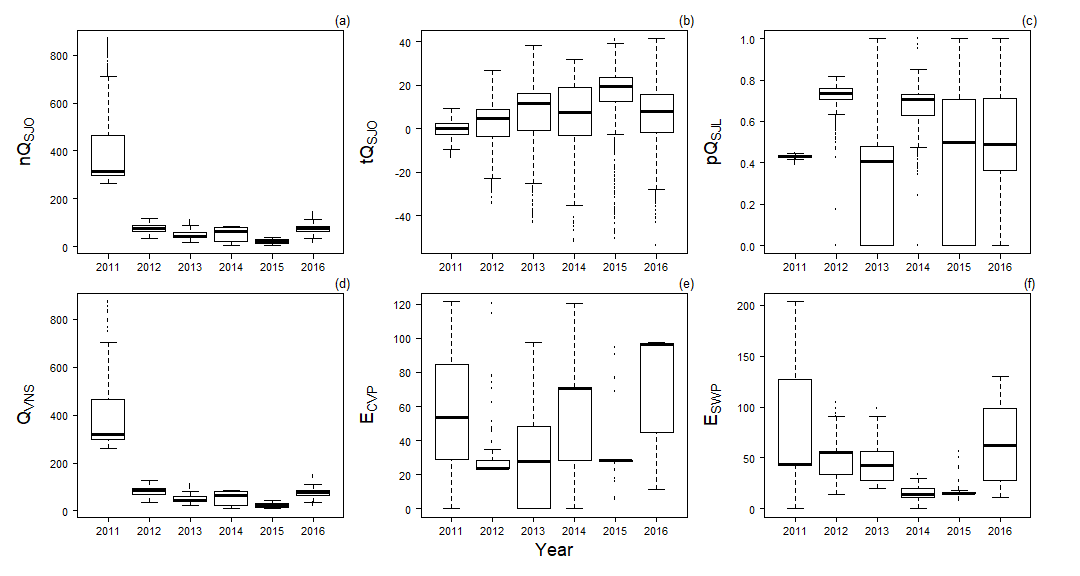 (a)
nQSJO
800
600
400
200
0
2011 2012 2013 2014 2015 2016
(b)
tQSJO
40
20
0
-20
-40
2011 2012 2013 2014 2015 2016
(c)
pQSJL
1.0
0.8
0.6
0.4
0.2
0.0
2011 2012 2013 2014 2015 2016
(d)
QVNS
800
600
400
200
0
2011 2012 2013 2014 2015 2016
(e)
ECVP
120
100
80
60
40
20
0
2011 2012 2013 2014 2015 2016
(f)
ESWP
200
150
100
50
0
2011 2012 2013 2014 2015 2016
Year